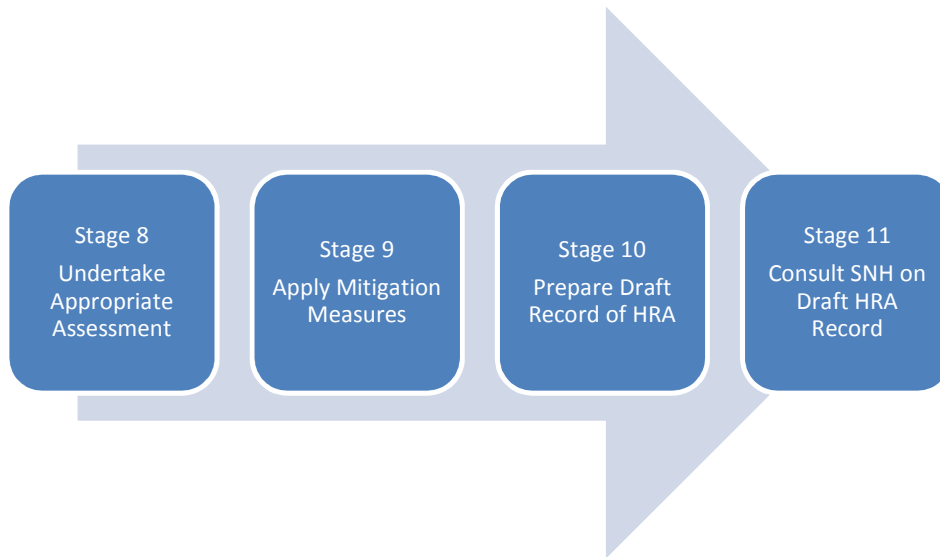 Stage 8
Undertake
Appropriate
Assessment
Stage 9
Apply Mitigation
Measures
Stage 10
Prepare Draft
Record of HRA
Stage 11
Consult SNH on
Draft HRA
Record